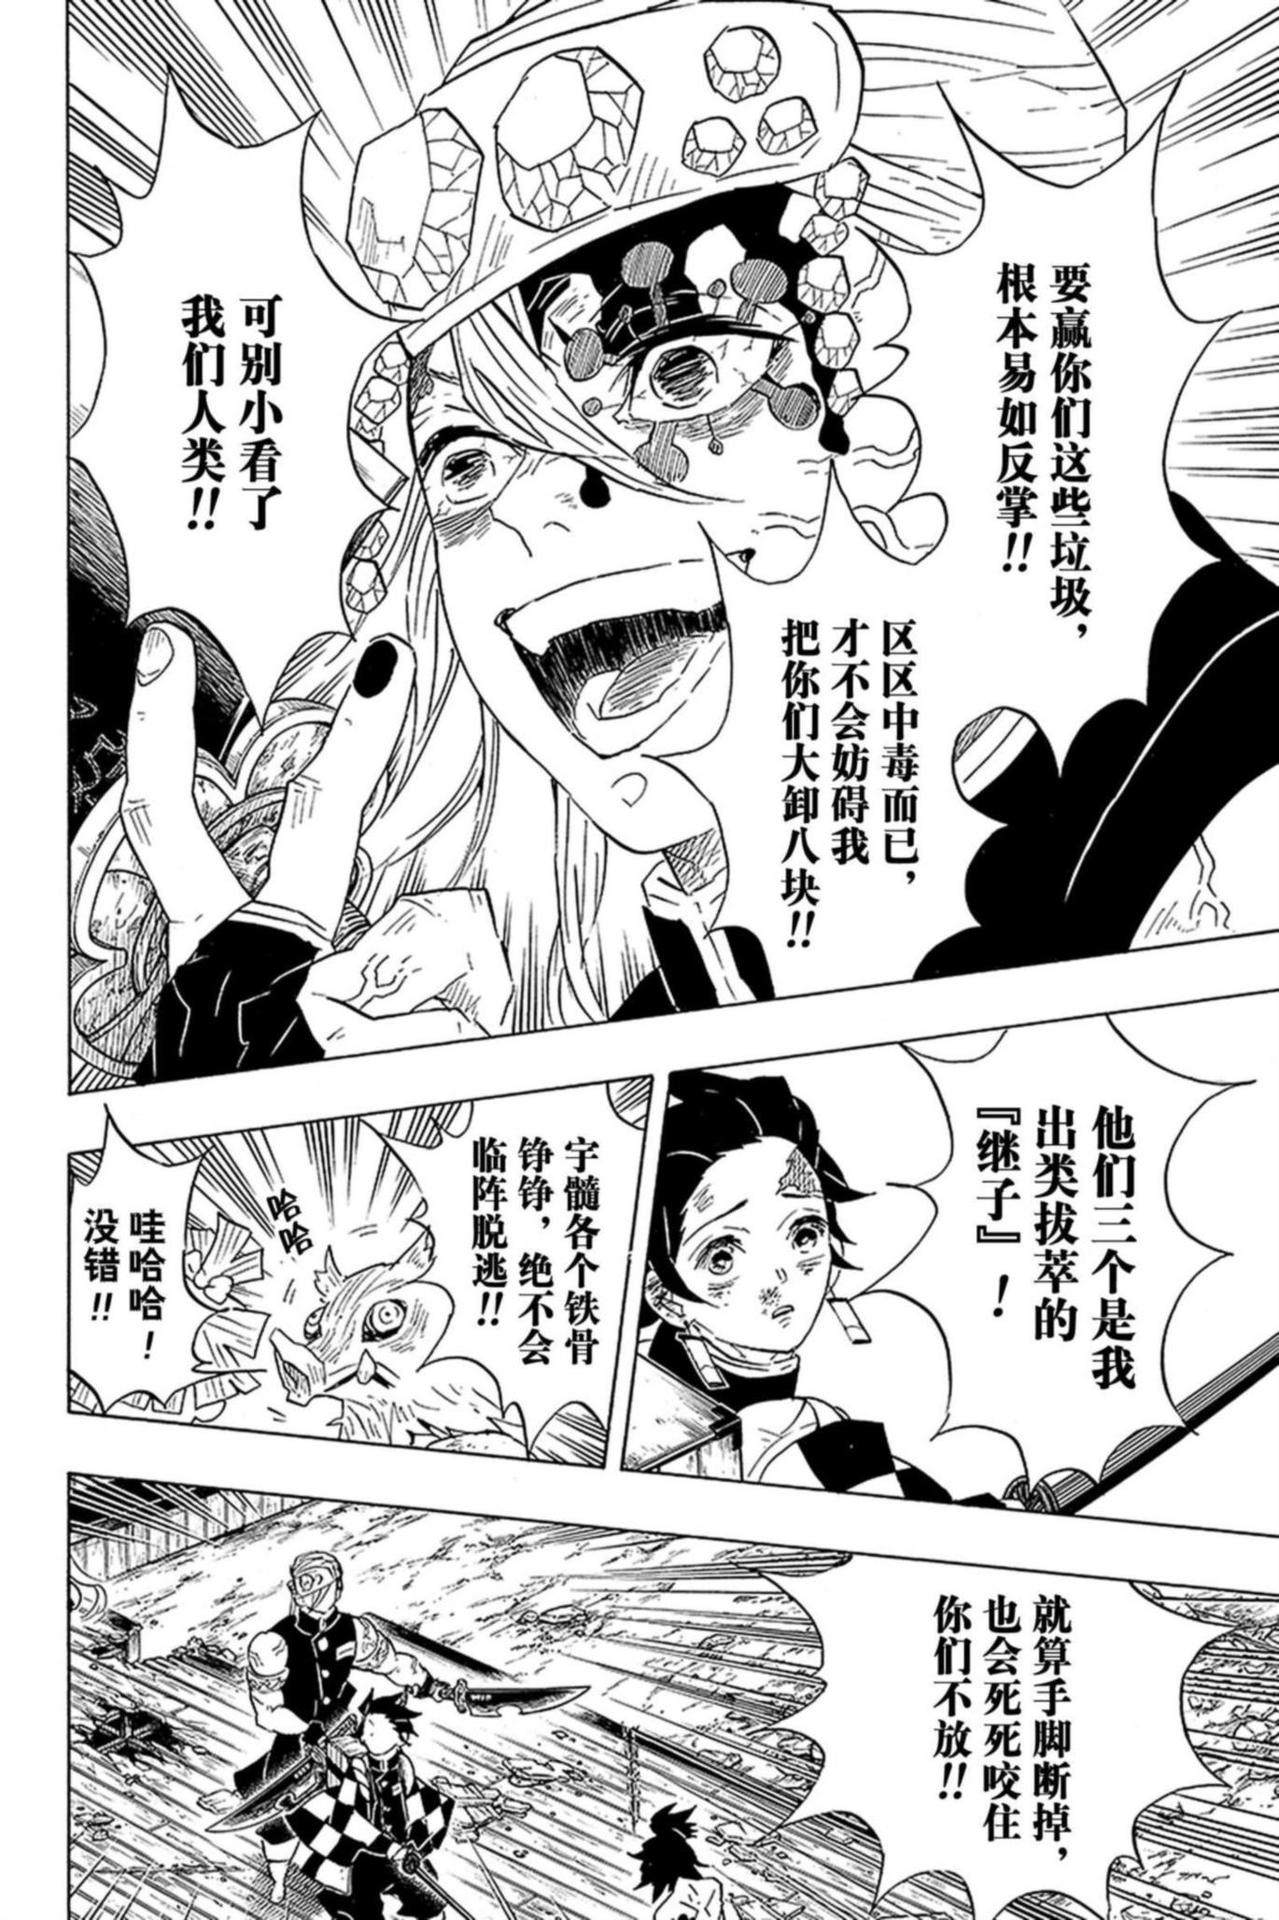 要赢你们这些垃圾，
根本易如反掌!!
区区中毒而已，
才不会妨碍我
把你们大卸八块!!
可别小看了
我们人类!!
他们三个是我
出类拔萃的
『继子』！
宇髓各个铁骨
铮铮，绝不会
临阵脱逃!!
哈哈
哈哈
哇哈哈！
没错!!
就算手脚断掉，
也会死死咬住
你们不放!!